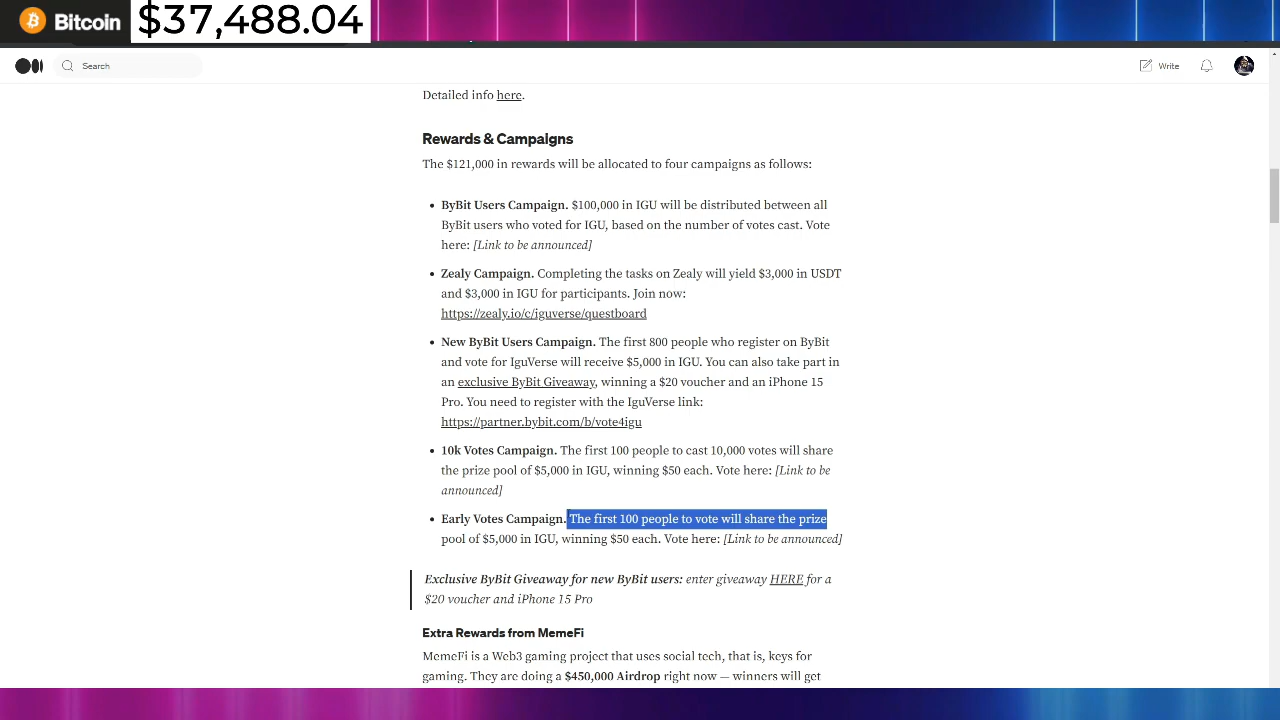 Bitcoin $37,488.04
Search
Write
Detailed info here.
Rewards & Campaigns
The $121,000 in rewards will be allocated to four campaigns as follows:
• ByBit Users Campaign. $100,000 in IGU will be distributed between all
ByBit users who voted for IGU, based on the number of votes cast. Vote
here: [Link to be announced]
• Zealy Campaign. Completing the tasks on Zealy will yield $3,000 in USDT
and $3,000 in IGU for participants. Join now:
https://zealy.io/c/iguverse/questboard
• New ByBit Users Campaign. The first 800 people who register on ByBit
and vote for IguVerse will receive $5,000 in IGU. You can also take part in
an exclusive ByBit Giveaway, winning a $20 voucher and an iPhone 15
Pro. You need to register with the IguVerse link:
https://partner.bybit.com/b/vote4igu
• 10k Votes Campaign. The first 100 people to cast 10,000 votes will share
the prize pool of $5,000 in IGU, winning $50 each. Vote here: [Link to be
announced]
• Early Votes Campaign. The first 100 people to vote will share the prize
pool of $5,000 in IGU, winning $50 each. Vote here: [Link to be announced]
Exclusive ByBit Giveaway for new ByBit users: enter giveaway HERE for a
$20 voucher and iPhone 15 Pro
Extra Rewards from MemeFi
MemeFi is a Web3 gaming project that uses social tech, that is, keys for
gaming. They are doing a $450,000 Airdrop right now — winners will get